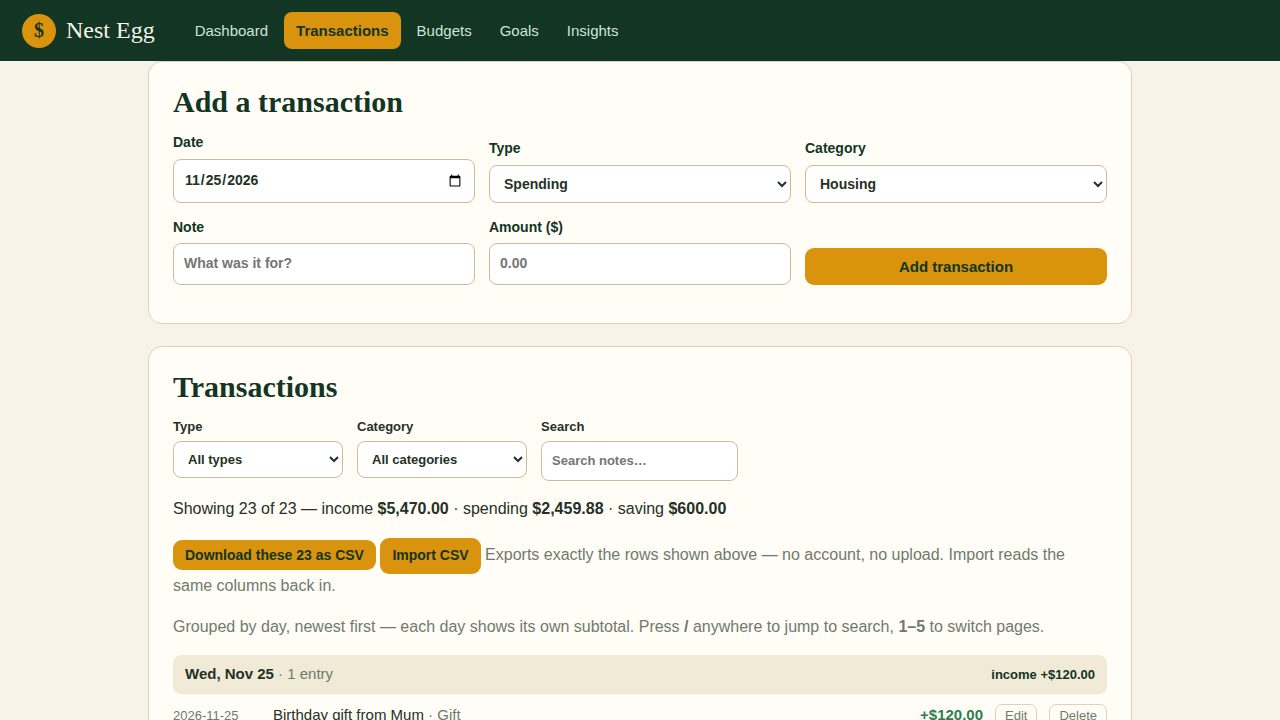 $ Nest Egg Dashboard Transactions Budgets Goals Insights
Add a transaction
Date Type Category
11/25/2026 Spending Housing
Note Amount ($)
What was it for? 0.00 Add transaction
Transactions
Type Category Search
All types All categories Search notes…
Showing 23 of 23 — income $5,470.00 · spending $2,459.88 · saving $600.00
Download these 23 as CSV Import CSV Exports exactly the rows shown above — no account, no upload. Import reads the
same columns back in.
Grouped by day, newest first — each day shows its own subtotal. Press / anywhere to jump to search, 1–5 to switch pages.
Wed, Nov 25 · 1 entry income +$120.00
2026-11-25 Birthday gift from Mum · Gift +$120.00 Edit Delete